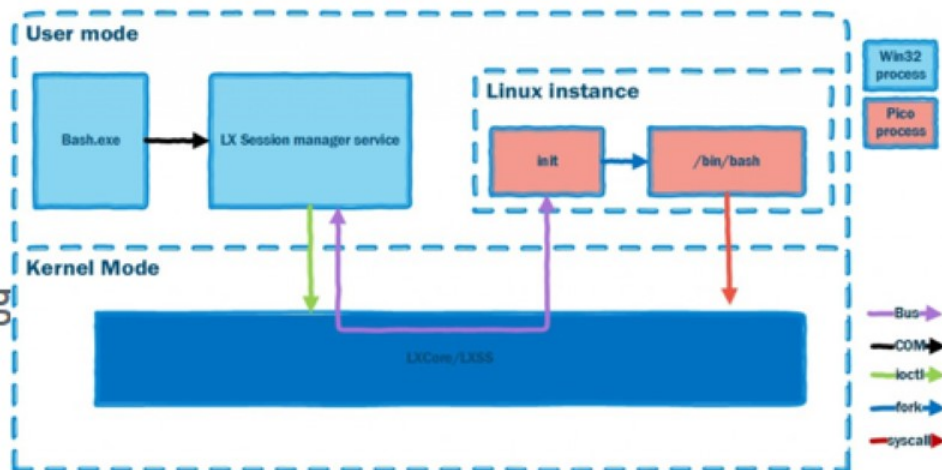 User mode
Bash.exe
LX Session manager service
Linux instance
init
/bin/bash
Win32
process
Pico
process
Kernel Mode
LXCore/LXSS
Bus
COM
ioctl
fork
syscall